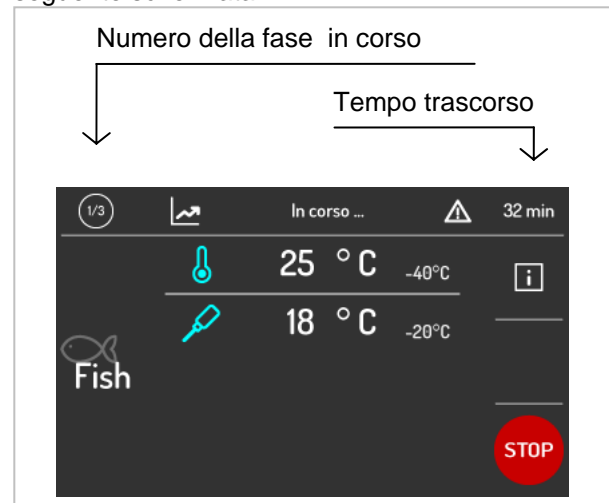 Numero della fase in corso
Tempo trascorso
1/3
In corso ...
32 min
25 °C
-40°C
i
18 °C
-20°C
Fish
STOP